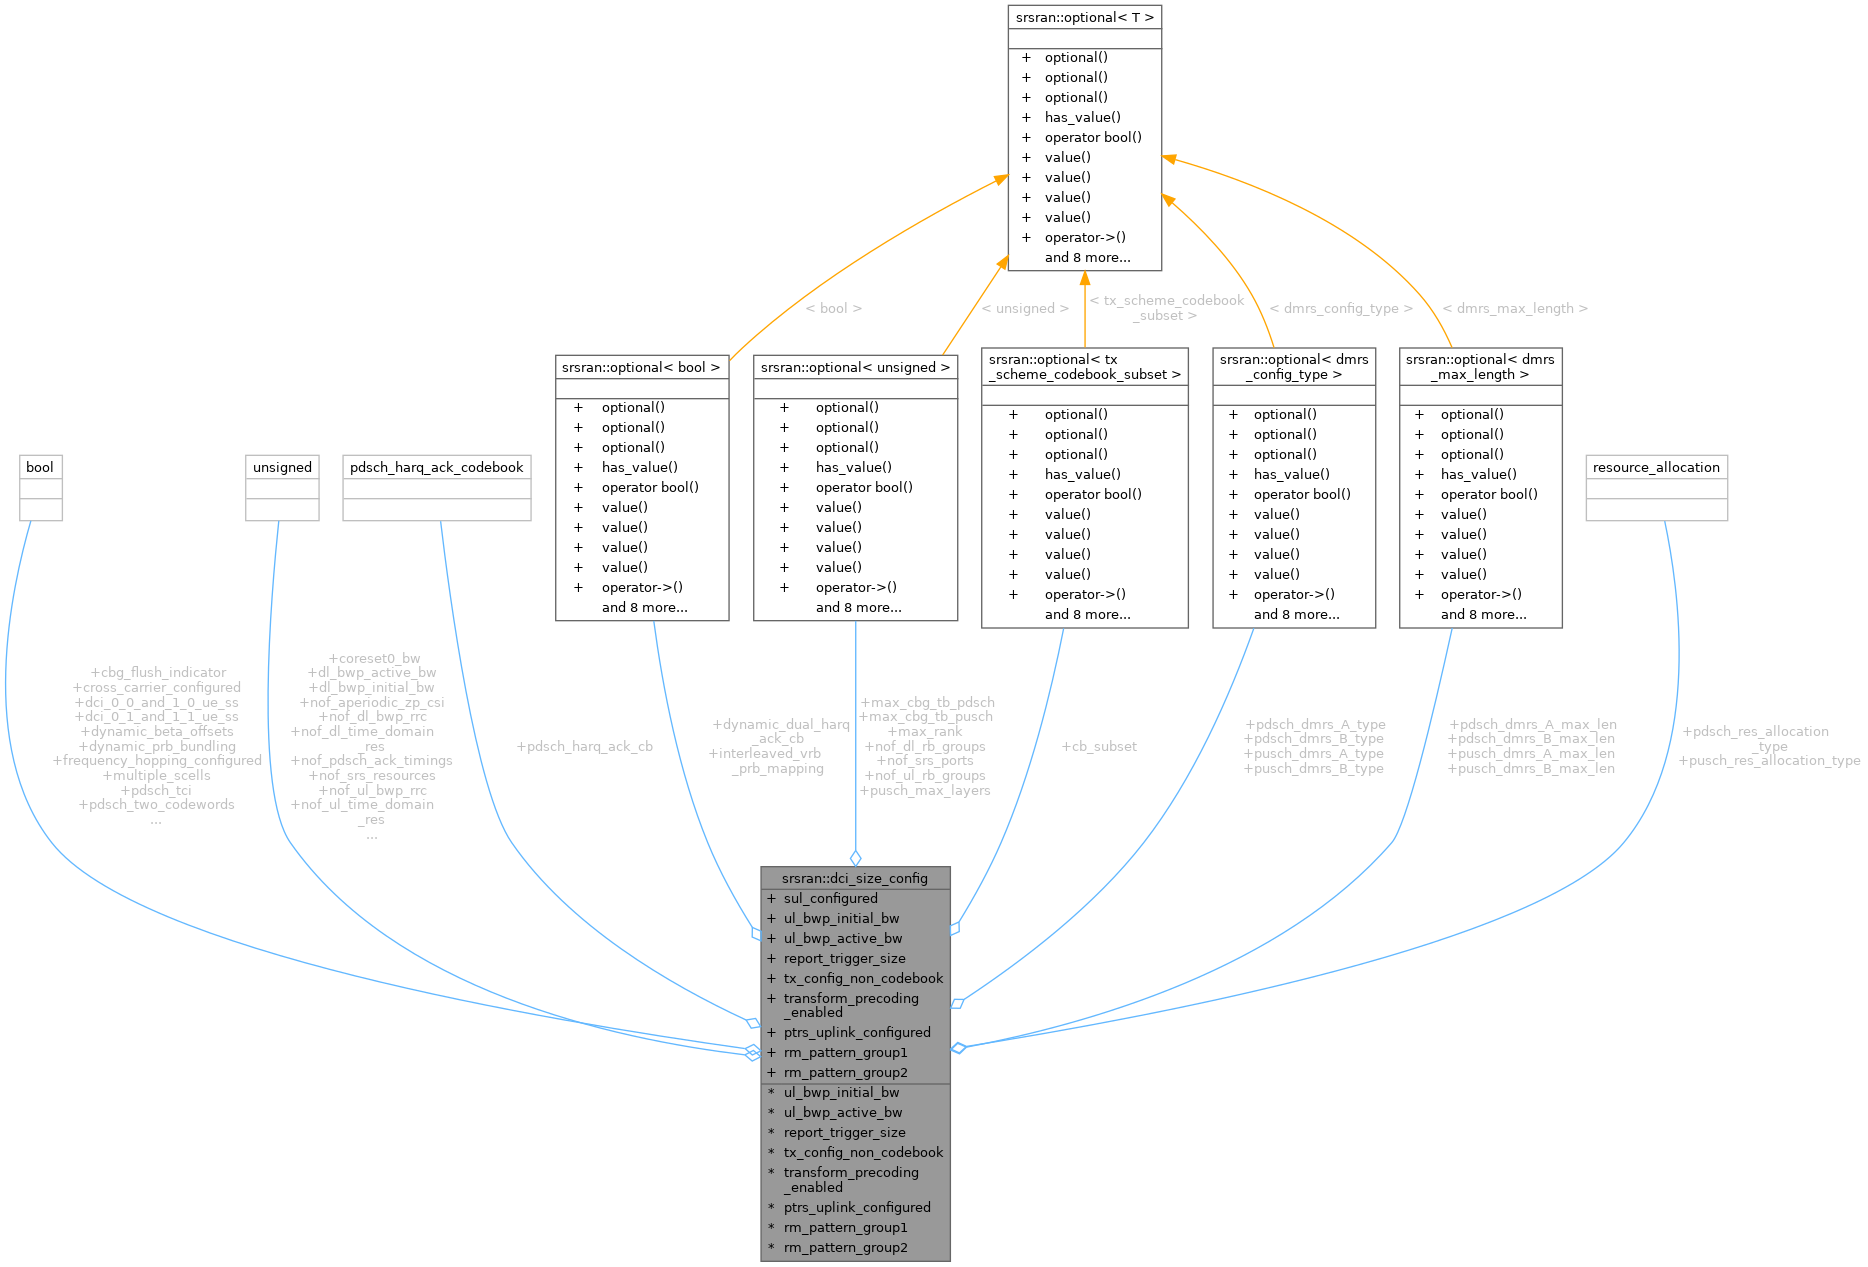 srsran::optional< T >
+ optional()
+ optional()
+ optional()
+ has_value()
+ operator bool()
+ value()
+ value()
+ value()
+ value()
+ operator->()
and 8 more...
< bool >
< unsigned >
< tx_scheme_codebook
_subset >
< dmrs_config_type >
< dmrs_max_length >
bool
unsigned
pdsch_harq_ack_codebook
srsran::optional< bool >
+ optional()
+ optional()
+ optional()
+ has_value()
+ operator bool()
+ value()
+ value()
+ value()
+ value()
+ operator->()
and 8 more...
srsran::optional< unsigned >
+ optional()
+ optional()
+ optional()
+ has_value()
+ operator bool()
+ value()
+ value()
+ value()
+ value()
+ operator->()
and 8 more...
srsran::optional< tx
_scheme_codebook_subset >
+ optional()
+ optional()
+ optional()
+ has_value()
+ operator bool()
+ value()
+ value()
+ value()
+ value()
+ operator->()
and 8 more...
srsran::optional< dmrs
_config_type >
+ optional()
+ optional()
+ optional()
+ has_value()
+ operator bool()
+ value()
+ value()
+ value()
+ value()
+ operator->()
and 8 more...
srsran::optional< dmrs
_max_length >
+ optional()
+ optional()
+ optional()
+ has_value()
+ operator bool()
+ value()
+ value()
+ value()
+ value()
+ operator->()
and 8 more...
resource_allocation
+cbg_flush_indicator
+cross_carrier_configured
+dci_0_0_and_1_0_ue_ss
+dci_0_1_and_1_1_ue_ss
+dynamic_beta_offsets
+dynamic_prb_bundling
+frequency_hopping_configured
+multiple_scells
+pdsch_tci
+pdsch_two_codewords
...
+coreset0_bw
+dl_bwp_active_bw
+dl_bwp_initial_bw
+nof_aperiodic_zp_csi
+nof_dl_bwp_rrc
+nof_dl_time_domain
_res
+nof_pdsch_ack_timings
+nof_srs_resources
+nof_ul_bwp_rrc
+nof_ul_time_domain
_res
...
+pdsch_harq_ack_cb
+dynamic_dual_harq
_ack_cb
+interleaved_vrb
_prb_mapping
+max_cbg_tb_pdsch
+max_cbg_tb_pusch
+max_rank
+nof_dl_rb_groups
+nof_srs_ports
+nof_ul_rb_groups
+pusch_max_layers
+cb_subset
+pdsch_dmrs_A_type
+pdsch_dmrs_B_type
+pusch_dmrs_A_type
+pusch_dmrs_B_type
+pdsch_dmrs_A_max_len
+pdsch_dmrs_B_max_len
+pusch_dmrs_A_max_len
+pusch_dmrs_B_max_len
+pdsch_res_allocation
_type
+pusch_res_allocation_type
srsran::dci_size_config
+ sul_configured
+ ul_bwp_initial_bw
+ ul_bwp_active_bw
+ report_trigger_size
+ tx_config_non_codebook
+ transform_precoding
_enabled
+ ptrs_uplink_configured
+ rm_pattern_group1
+ rm_pattern_group2
* ul_bwp_initial_bw
* ul_bwp_active_bw
* report_trigger_size
* tx_config_non_codebook
* transform_precoding
_enabled
* ptrs_uplink_configured
* rm_pattern_group1
* rm_pattern_group2